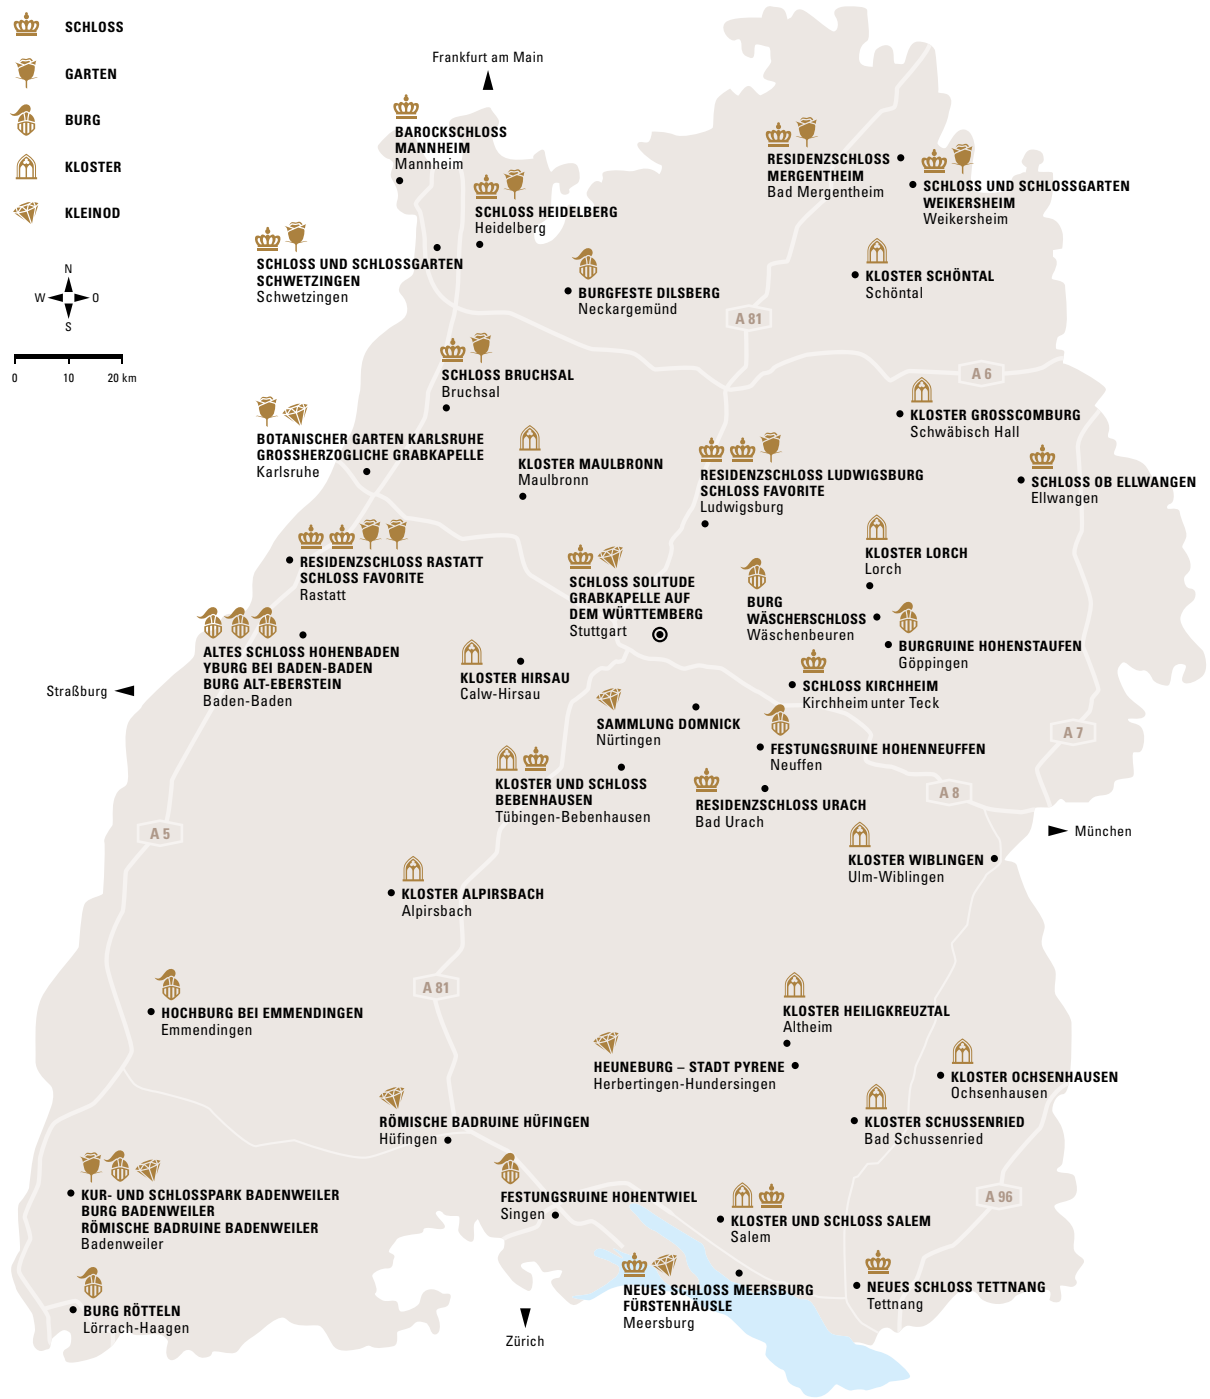 SCHLOSS
GARTEN
BURG
KLOSTER
KLEINOD
N
W
O
S
0
10
20 km
Frankfurt am Main
BAROCKSCHLOSS
MANNHEIM
Mannheim
SCHLOSS HEIDELBERG
Heidelberg
SCHLOSS UND SCHLOSSGARTEN
SCHWETZINGEN
Schwetzingen
BURGFESTE DILSBERG
Neckargemünd
RESIDENZSCHLOSS
MERGENTHEIM
Bad Mergentheim
SCHLOSS UND SCHLOSSGARTEN
WEIKERSHEIM
Weikersheim
KLOSTER SCHÖNTAL
Schöntal
A 81
A 6
SCHLOSS BRUCHSAL
Bruchsal
KLOSTER GROSSCOMBURG
Schwäbisch Hall
BOTANISCHER GARTEN KARLSRUHE
GROSSHERZOGLICHE GRABKAPELLE
Karlsruhe
KLOSTER MAULBRONN
Maulbronn
RESIDENZSCHLOSS LUDWIGSBURG
SCHLOSS FAVORITE
Ludwigsburg
SCHLOSS OB ELLWANGEN
Ellwangen
RESIDENZSCHLOSS RASTATT
SCHLOSS FAVORITE
Rastatt
SCHLOSS SOLITUDE
GRABKAPELLE AUF
DEM WÜRTTEMBERG
Stuttgart
KLOSTER LORCH
Lorch
BURG
WÄSCHERSCHLOSS
Wäschenbeuren
BURGRUINE HOHENSTAUFEN
Göppingen
ALTES SCHLOSS HOHENBADEN
YBURG BEI BADEN-BADEN
BURG ALT-EBERSTEIN
Baden-Baden
KLOSTER HIRSAU
Calw-Hirsau
SCHLOSS KIRCHHEIM
Kirchheim unter Teck
Straßburg
SAMMLUNG DOMNICK
Nürtingen
FESTUNGSRUINE HOHENNEUFFEN
Neuffen
A 7
KLOSTER UND SCHLOSS
BEBENHAUSEN
Tübingen-Bebenhausen
RESIDENZSCHLOSS URACH
Bad Urach
A 8
A 5
München
KLOSTER WIBLINGEN
Ulm-Wiblingen
KLOSTER ALPIRSBACH
Alpirsbach
A 81
HOCHBURG BEI EMMENDINGEN
Emmendingen
KLOSTER HEILIGKREUZTAL
Altheim
HEUNEBURG – STADT PYRENE
Herbertingen-Hundersingen
KLOSTER OCHSENHAUSEN
Ochsenhausen
RÖMISCHE BADRUINE HÜFINGEN
Hüfingen
KLOSTER SCHUSSENRIED
Bad Schussenried
KUR- UND SCHLOSSPARK BADENWEILER
BURG BADENWEILER
RÖMISCHE BADRUINE BADENWEILER
Badenweiler
FESTUNGSRUINE HOHENTWIEL
Singen
A 96
KLOSTER UND SCHLOSS SALEM
Salem
NEUES SCHLOSS MEERSBURG
FÜRSTENHÄUSLE
Meersburg
NEUES SCHLOSS TETTNANG
Tettnang
BURG RÖTTELN
Lörrach-Haagen
Zürich